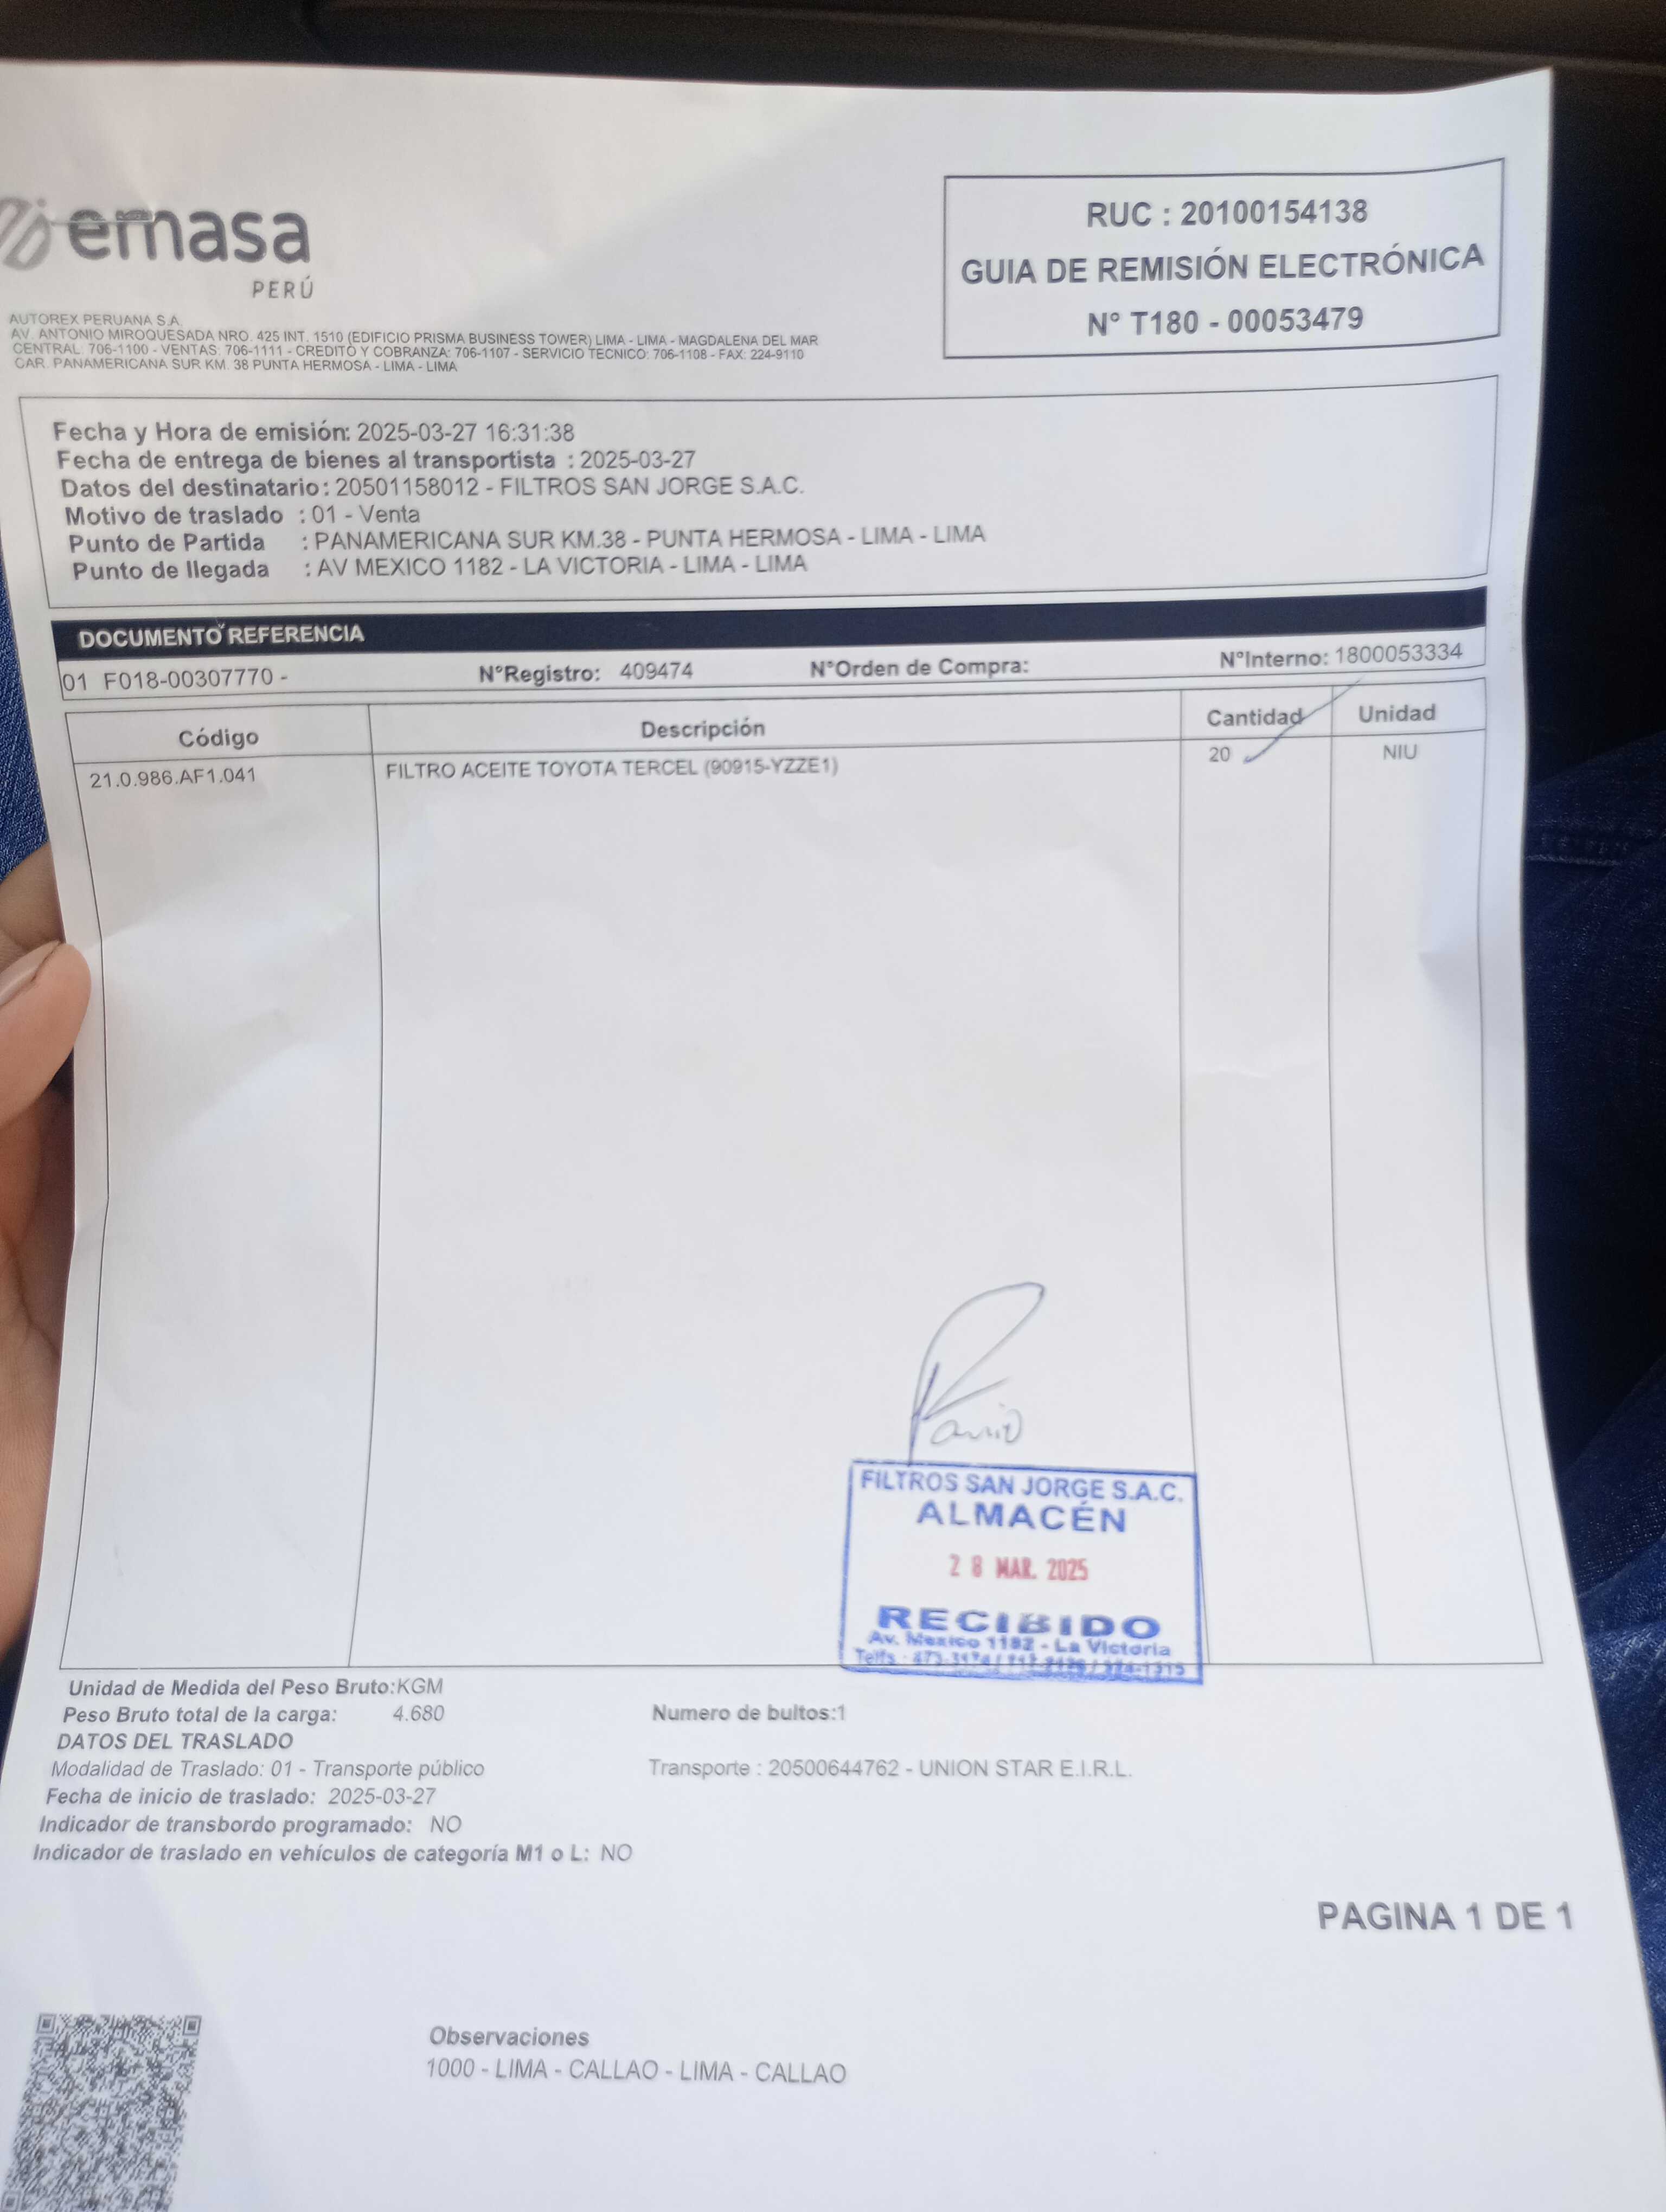 emasa
PERÚ
AUTOREX PERUANA S.A.
AV. ANTONIO MIROQUESADA NRO. 425 INT. 1510 (EDIFICIO PRISMA BUSINESS TOWER) LIMA - LIMA - MAGDALENA DEL MAR
CENTRAL: 706-1100 - VENTAS: 706-1111 - CREDITO Y COBRANZA: 706-1107 - SERVICIO TECNICO: 706-1108 - FAX: 224-9110
CAR. PANAMERICANA SUR KM. 38 PUNTA HERMOSA - LIMA - LIMA
RUC : 20100154138
GUIA DE REMISIÓN ELECTRÓNICA
N° T180 - 00053479
Fecha y Hora de emisión: 2025-03-27 16:31:38
Fecha de entrega de bienes al transportista : 2025-03-27
Datos del destinatario: 20501158012 - FILTROS SAN JORGE S.A.C.
Motivo de traslado : 01 - Venta
Punto de Partida : PANAMERICANA SUR KM.38 - PUNTA HERMOSA - LIMA - LIMA
Punto de llegada : AV MEXICO 1182 - LA VICTORIA - LIMA - LIMA
DOCUMENTO REFERENCIA
01 F018-00307770 - N°Registro: 409474 N°Orden de Compra: N°Interno: 1800053334
Código Descripción Cantidad Unidad
21.0.986.AF1.041 FILTRO ACEITE TOYOTA TERCEL (90915-YZZE1) 20 NIU
FILTROS SAN JORGE S.A.C.
ALMACÉN
28 MAR. 2025
RECIBIDO
Av. Mexico 1182 - La Victoria
Telfs.
Unidad de Medida del Peso Bruto:KGM
Peso Bruto total de la carga: 4.680 Numero de bultos:1
DATOS DEL TRASLADO
Modalidad de Traslado: 01 - Transporte público Transporte : 20500644762 - UNION STAR E.I.R.L.
Fecha de inicio de traslado: 2025-03-27
Indicador de transbordo programado: NO
Indicador de traslado en vehículos de categoría M1 o L: NO
PAGINA 1 DE 1
Observaciones
1000 - LIMA - CALLAO - LIMA - CALLAO